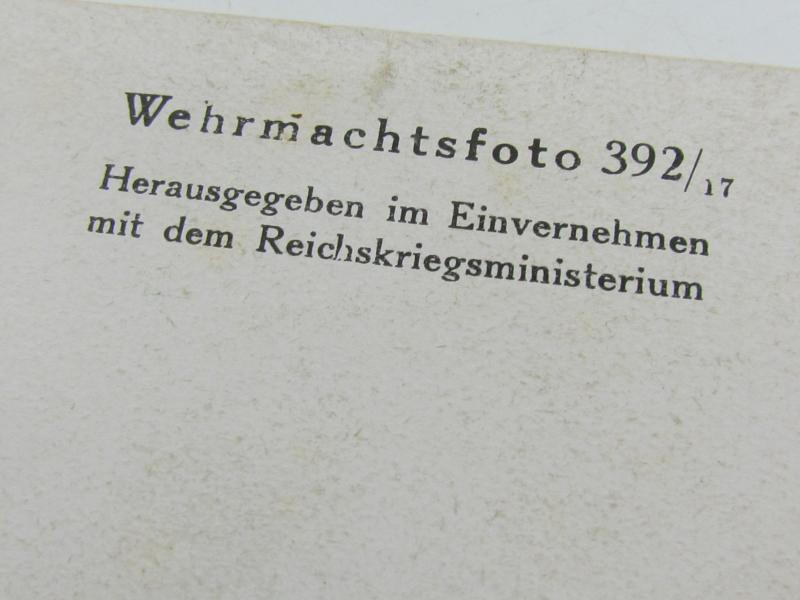 Wehrmachtsfoto 392/17
Herausgegeben im Einvernehmen
mit dem Reichskriegsministerium